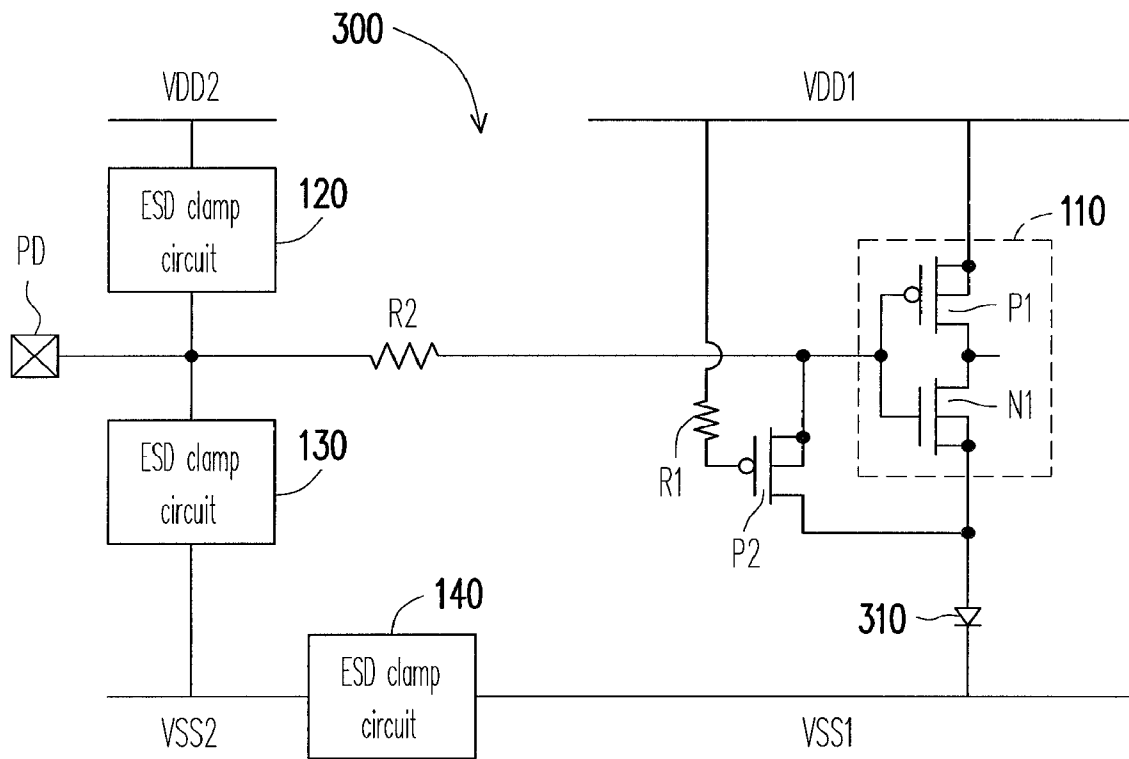 300
VDD2
VDD1
ESD clamp
circuit
120
110
PD
R2
P1
N1
ESD clamp
circuit
130
R1
P2
140
310
ESD clamp
circuit
VSS2
VSS1